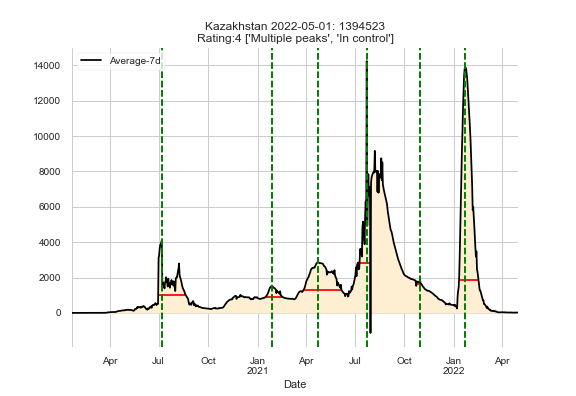 Kazakhstan 2022-05-01: 1394523
Rating:4 ['Multiple peaks', 'In control']
Average-7d
14000
12000
10000
8000
6000
4000
2000
0
Apr Jul Oct Jan Apr Jul Oct Jan Apr
2021 2022
Date